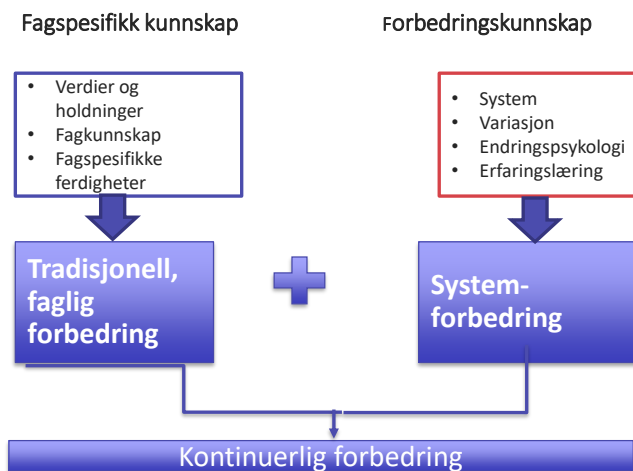 Fagspesifikk kunnskap
Forbedringskunnskap
• Verdier og
holdninger
• Fagkunnskap
• Fagspesifikke
ferdigheter
• System
• Variasjon
• Endringspsykologi
• Erfaringslæring
Tradisjonell,
faglig
forbedring
System-
forbedring
Kontinuerlig forbedring